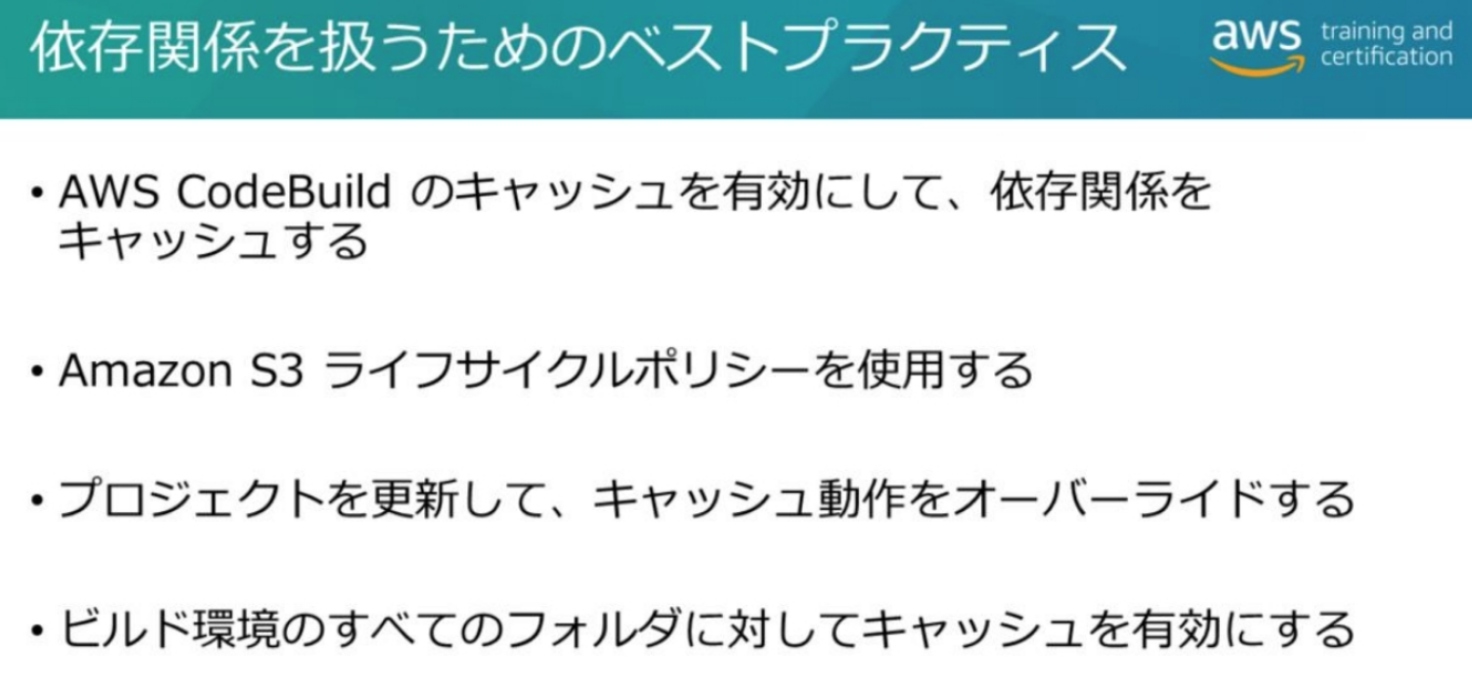 依存関係を扱うためのベストプラクティス
aws training and
certification
• AWS CodeBuild のキャッシュを有効にして、依存関係を
キャッシュする
• Amazon S3 ライフサイクルポリシーを使用する
• プロジェクトを更新して、キャッシュ動作をオーバーライドする
• ビルド環境のすべてのフォルダに対してキャッシュを有効にする